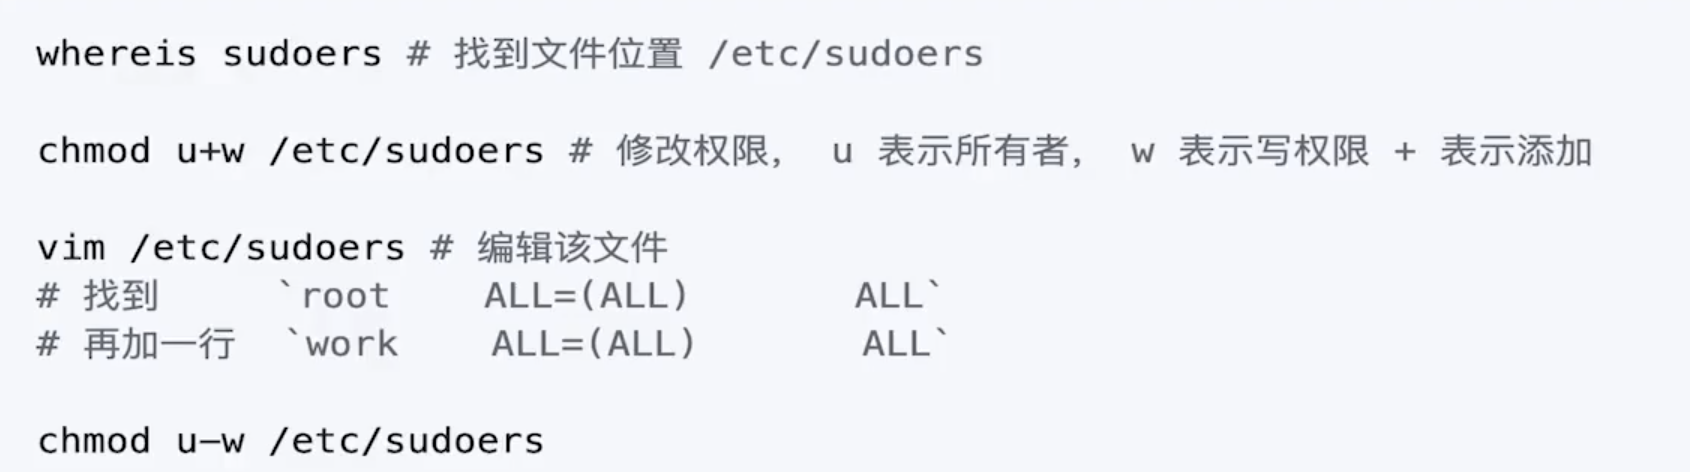 whereis sudoers # 找到文件位置 /etc/sudoers
chmod u+w /etc/sudoers # 修改权限， u 表示所有者， w 表示写权限 + 表示添加
vim /etc/sudoers # 编辑该文件
# 找到     `root    ALL=(ALL)       ALL`
# 再加一行  `work    ALL=(ALL)       ALL`
chmod u-w /etc/sudoers